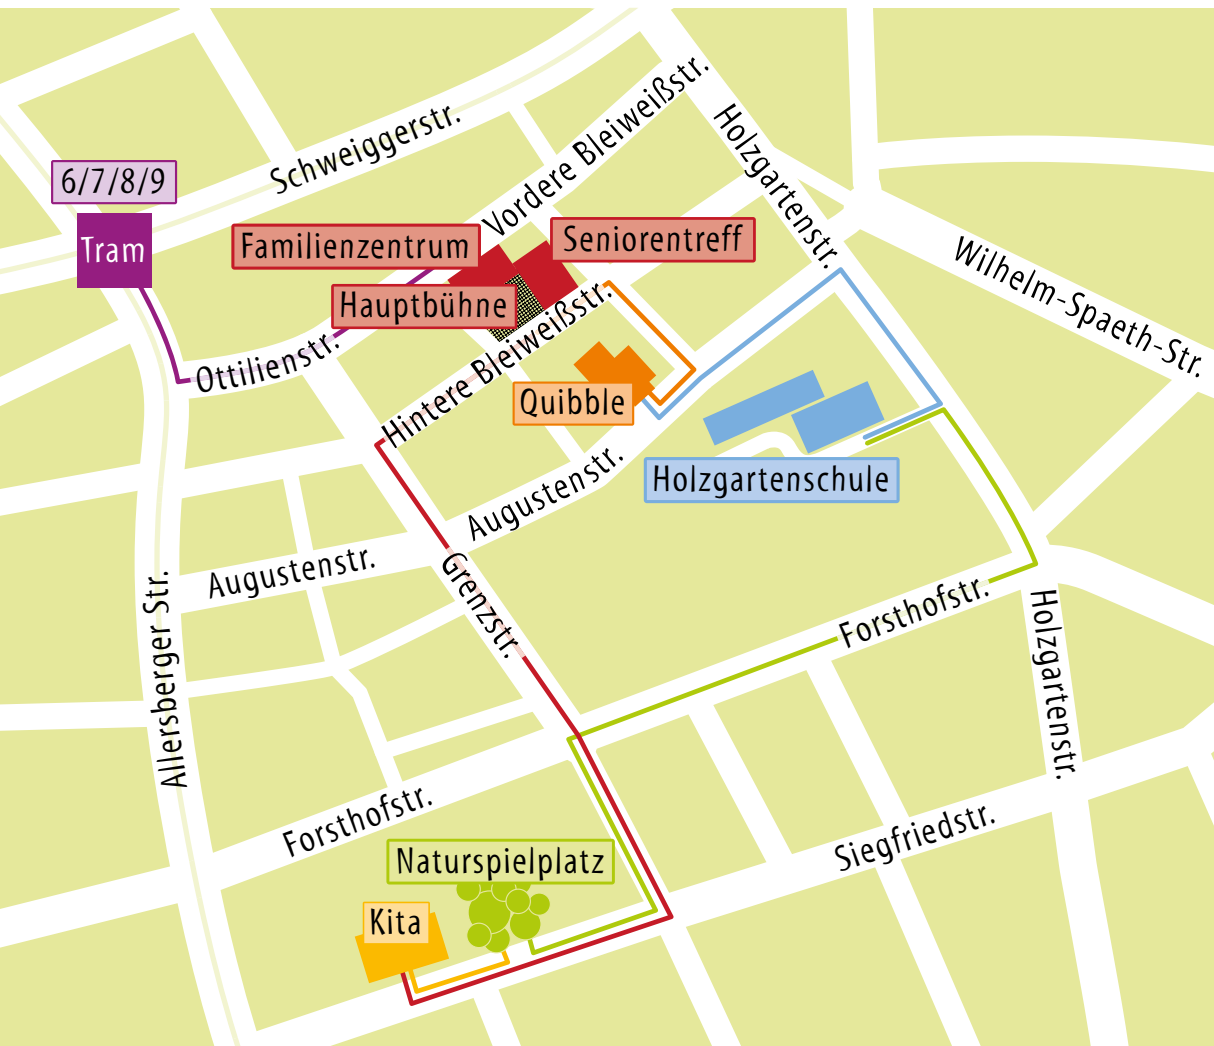 Vordere Bleiweißstr.
Schweiggerstr.
Holzgartenstr.
6/7/8/9
Tram
Familienzentrum
Seniorentreff
Wilhelm-Spaeth-Str.
Hauptbühne
Hintere Bleiweißstr.
Ottilienstr.
Quibble
Holzgartenschule
Augustenstr.
Augustenstr.
Grenzstr.
Allersberger Str.
Forsthofstr.
Holzgartenstr.
Forsthofstr.
Siegfriedstr.
Naturspielplatz
Kita